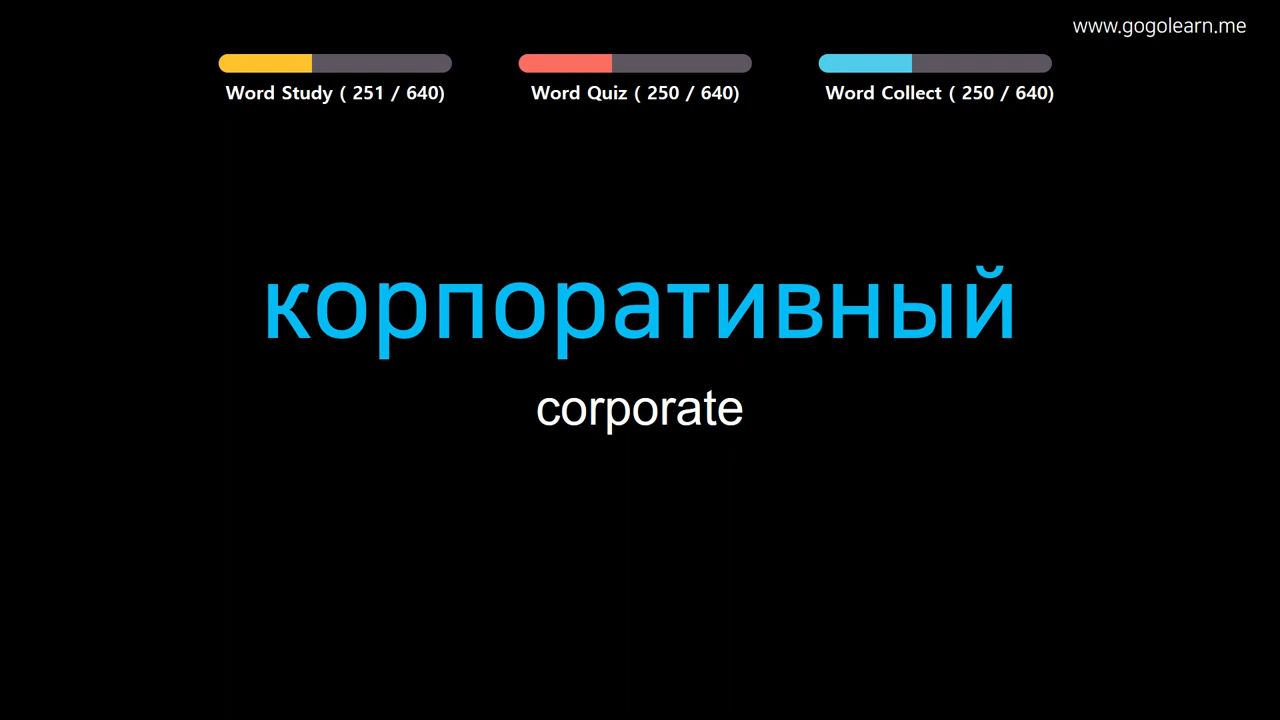 www.gogolearn.me
Word Study ( 251 / 640)
Word Quiz ( 250 / 640)
Word Collect ( 250 / 640)
корпоративный
corporate